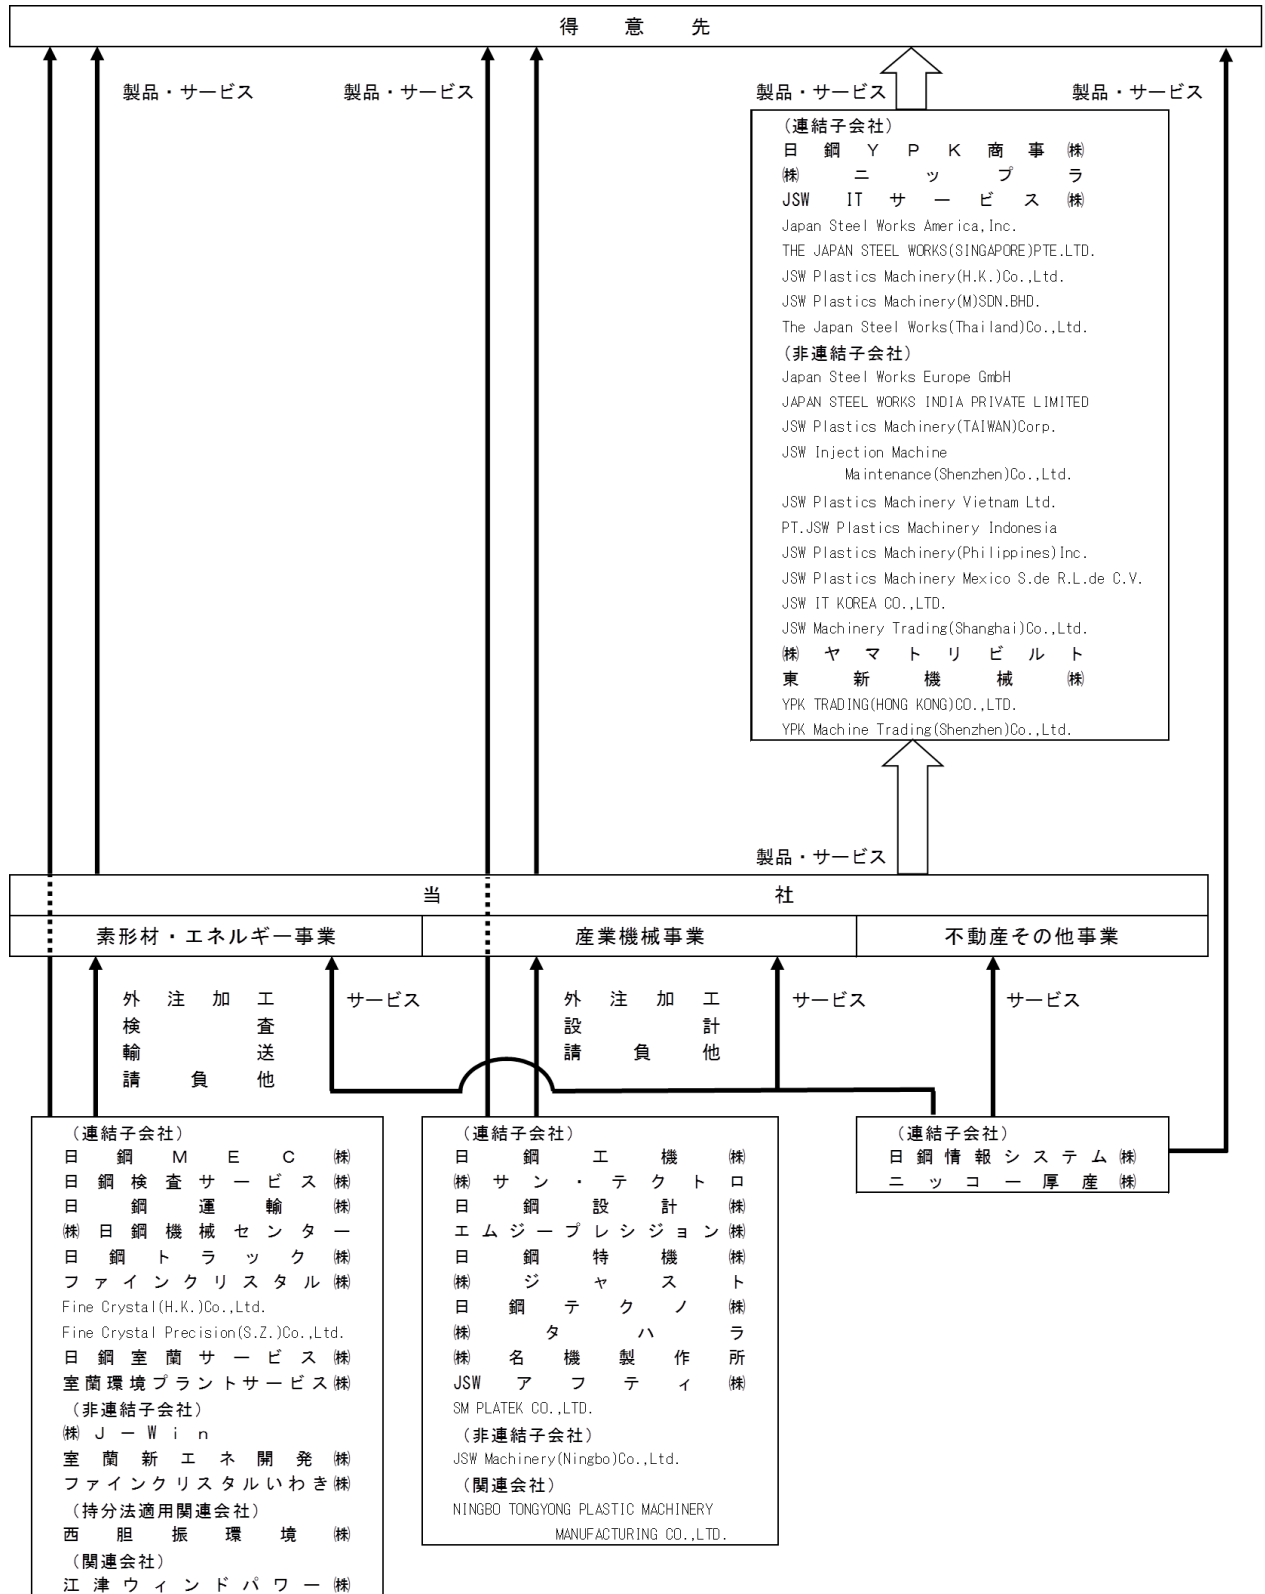 得意先
製品・サービス
製品・サービス
製品・サービス
製品・サービス
（連結子会社）
日鋼ＹＰＫ商事㈱
㈱ニップラ
JSW ITサービス㈱
Japan Steel Works America,Inc.
THE JAPAN STEEL WORKS(SINGAPORE)PTE.LTD.
JSW Plastics Machinery(H.K.)Co.,Ltd.
JSW Plastics Machinery(M)SDN.BHD.
The Japan Steel Works(Thailand)Co.,Ltd.
（非連結子会社）
Japan Steel Works Europe GmbH
JAPAN STEEL WORKS INDIA PRIVATE LIMITED
JSW Plastics Machinery(TAIWAN)Corp.
JSW Injection Machine
Maintenance(Shenzhen)Co.,Ltd.
JSW Plastics Machinery Vietnam Ltd.
PT.JSW Plastics Machinery Indonesia
JSW Plastics Machinery(Philippines)Inc.
JSW Plastics Machinery Mexico S.de R.L.de C.V.
JSW IT KOREA CO.,LTD.
JSW Machinery Trading(Shanghai)Co.,Ltd.
㈱ヤマトリビルト
東新機械㈱
YPK TRADING(HONG KONG)CO.,LTD.
YPK Machine Trading(Shenzhen)Co.,Ltd.
製品・サービス
当社
素形材・エネルギー事業
産業機械事業
不動産その他事業
外注加工
検査
輸送
請負他
サービス
外注加工
設計
請負他
サービス
サービス
（連結子会社）
日鋼ＭＥＣ㈱
日鋼検査サービス㈱
日鋼運輸㈱
㈱日鋼機械センター
日鋼トラック㈱
ファインクリスタル㈱
Fine Crystal(H.K.)Co.,Ltd.
Fine Crystal Precision(S.Z.)Co.,Ltd.
日鋼室蘭サービス㈱
室蘭環境プラントサービス㈱
（非連結子会社）
㈱Ｊ－Ｗｉｎ
室蘭新エネ開発㈱
ファインクリスタルいわき㈱
（持分法適用関連会社）
西胆振環境㈱
（関連会社）
江津ウィンドパワー㈱
（連結子会社）
日鋼工機㈱
㈱サン・テクトロ
日鋼設計㈱
エムジープレシジョン㈱
日鋼特機㈱
㈱ジャスト
日鋼テクノ㈱
㈱タハラ
㈱名機製作所
JSWアフティ㈱
SM PLATEK CO.,LTD.
（非連結子会社）
JSW Machinery(Ningbo)Co.,Ltd.
（関連会社）
NINGBO TONGYONG PLASTIC MACHINERY
MANUFACTURING CO.,LTD.
（連結子会社）
日鋼情報システム㈱
ニッコー厚産㈱